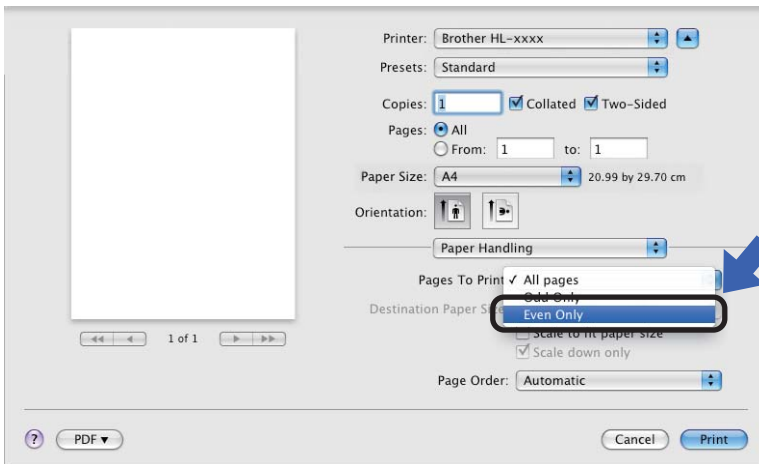 Printer: Brother HL-xxxx
Presets: Standard
Copies: 1 Collated Two-Sided
Pages: All
From: 1 to: 1
Paper Size: A4 20.99 by 29.70 cm
Orientation:
Paper Handling
Pages To Print ✓ All pages
Odd Only
Destination Paper Size Even Only
Scale to fit paper size
1 of 1
Scale down only
Page Order: Automatic
? PDF ▼ Cancel Print